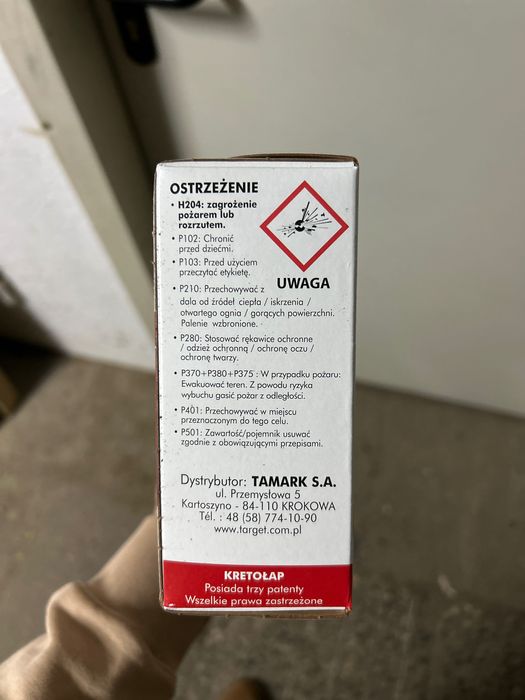 OSTRZEŻENIE
• H204: zagrożenie
pożarem lub
rozrzutem.
• P102: Chronić
przed dziećmi.
• P103: Przed użyciem
przeczytać etykietę.
UWAGA
• P210: Przechowywać z
dala od źródeł ciepła / iskrzenia /
otwartego ognia / gorących powierzchni.
Palenie wzbronione.
• P280: Stosować rękawice ochronne
/ odzież ochronną / ochronę oczu /
ochronę twarzy.
• P370+P380+P375 : W przypadku pożaru:
Ewakuować teren. Z powodu ryzyka
wybuchu gasić pożar z odległości.
• P401: Przechowywać w miejscu
przeznaczonym do tego celu.
• P501: Zawartość/pojemnik usuwać
zgodnie z obowiązującymi przepisami.
Dystrybutor: TAMARK S.A.
ul. Przemysłowa 5
Kartoszyno - 84-110 KROKOWA
Tél. : 48 (58) 774-10-90
www.target.com.pl
KRETOŁAP
Posiada trzy patenty
Wszelkie prawa zastrzeżone